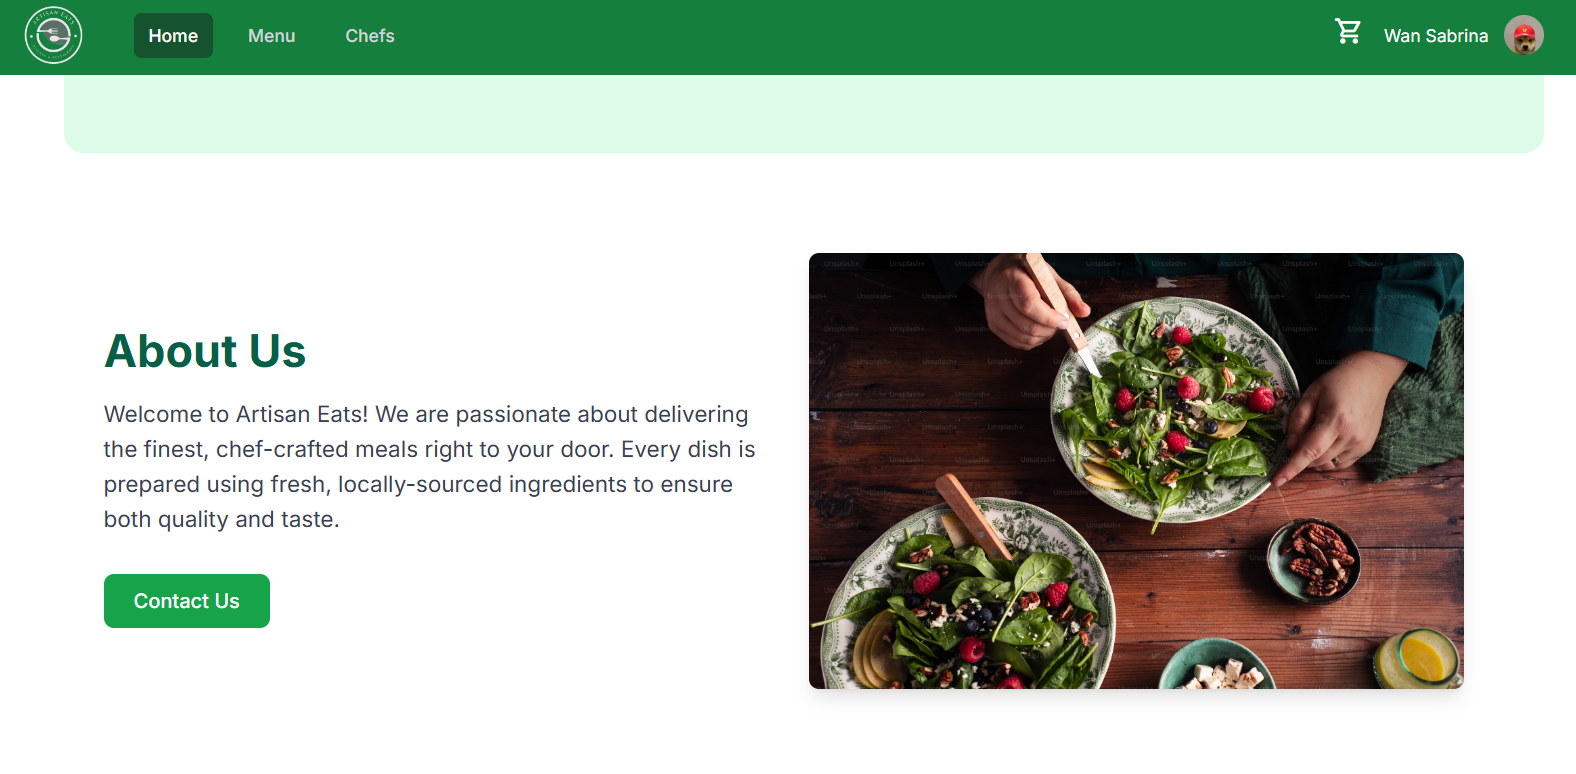 ARTISAN EATS
Home
Menu
Chefs
Wan Sabrina
About Us
Welcome to Artisan Eats! We are passionate about delivering
the finest, chef-crafted meals right to your door. Every dish is
prepared using fresh, locally-sourced ingredients to ensure
both quality and taste.
Contact Us
Unsplash+